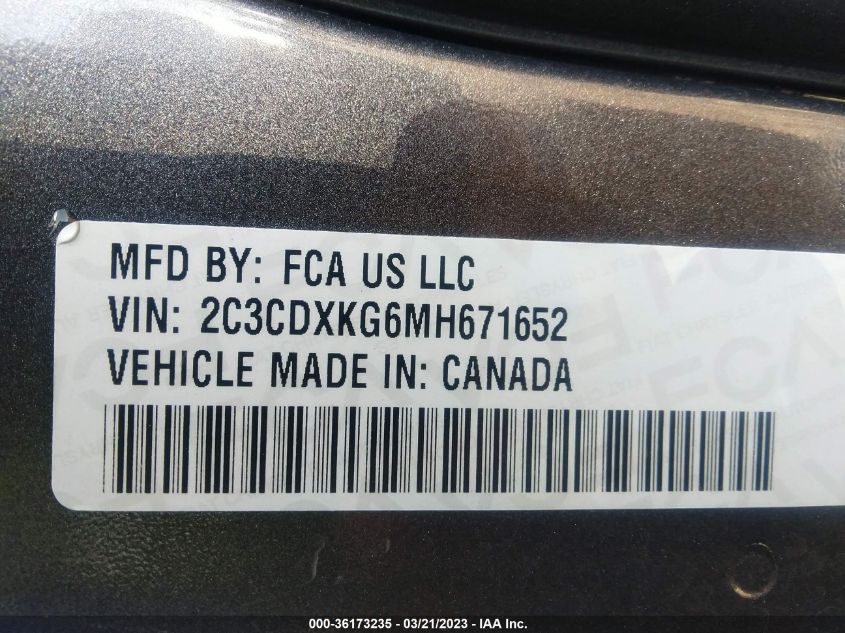 MFD BY: FCA US LLC
VIN: 2C3CDXKG6MH671652
VEHICLE MADE IN: CANADA
000-36173235 - 03/21/2023 - IAA Inc.